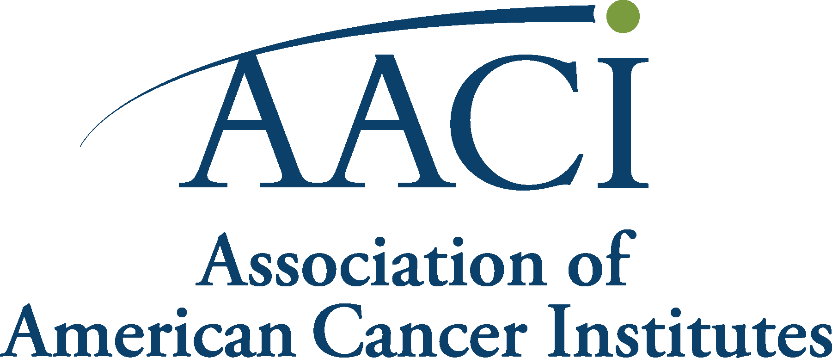 AACI
Association of
American Cancer Institutes